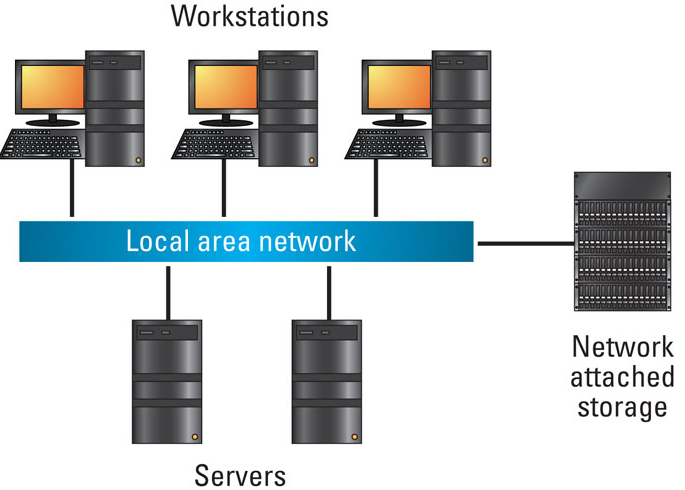 Workstations
Local area network
Network
attached
storage
Servers